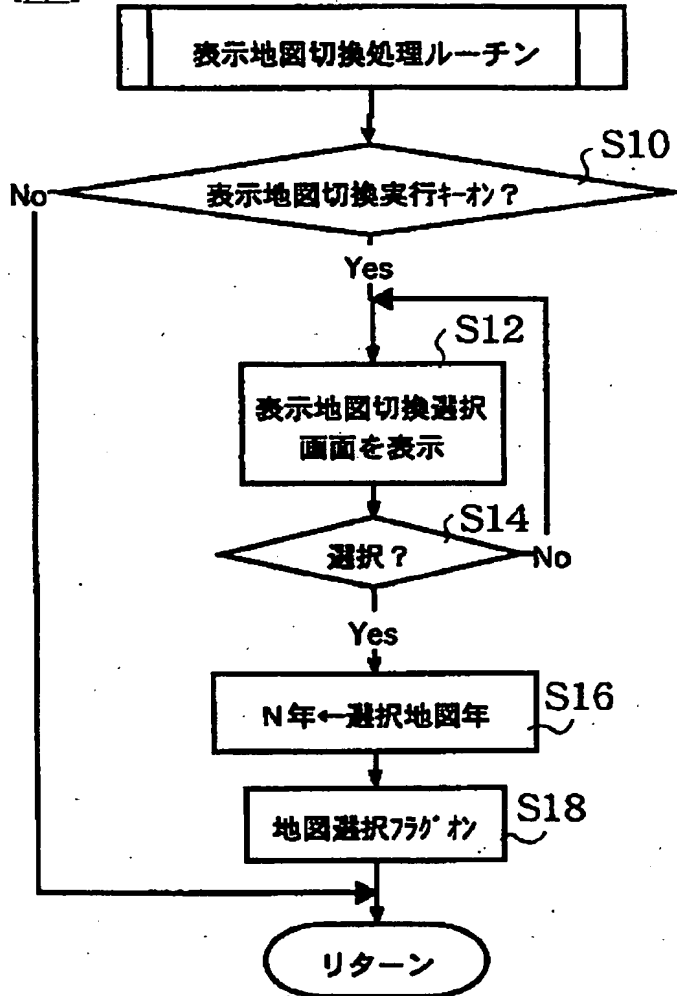 表示地図切換処理ルーチン
S10
表示地図切換実行ｷｰｵﾝ？
No
Yes
S12
表示地図切換選択
画面を表示
S14
選択？
No
Yes
N年←選択地図年
S16
地図選択ﾌﾗｸﾞｵﾝ
S18
リターン